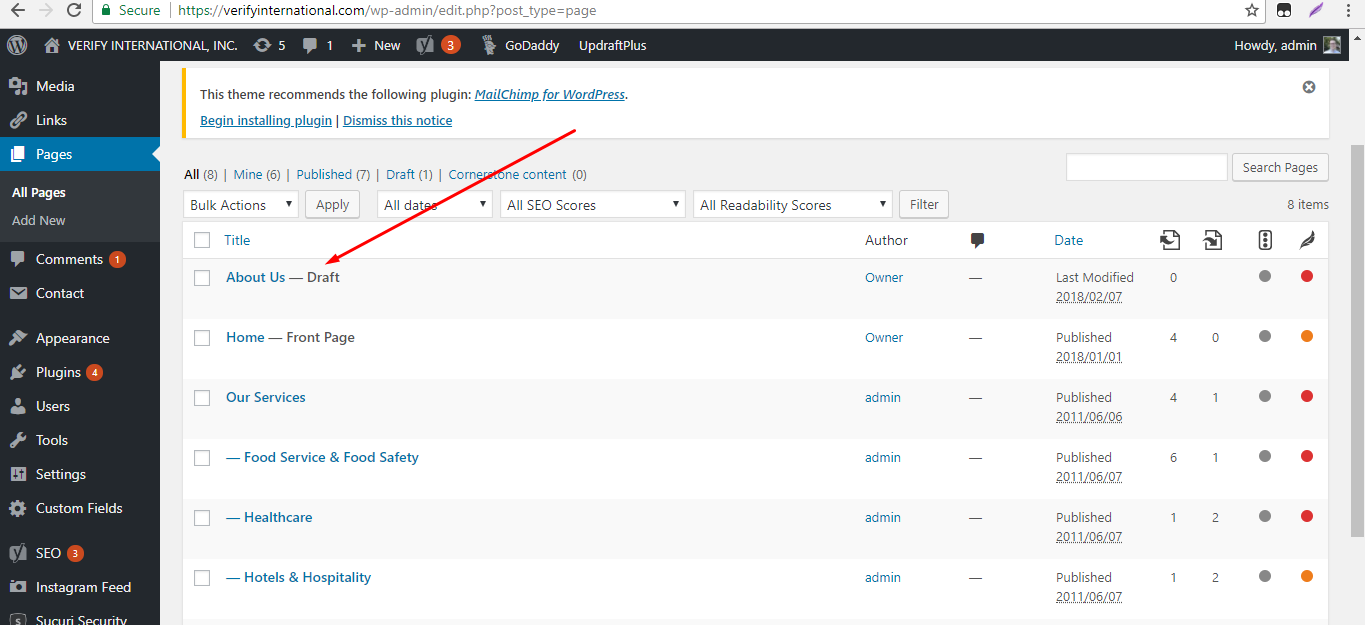 Secure https://verifyinternational.com/wp-admin/edit.php?post_type=page
VERIFY INTERNATIONAL, INC. 5 1 New 3 GoDaddy UpdraftPlus Howdy, admin
Media
Links
Pages
All Pages
Add New
Comments 1
Contact
Appearance
Plugins 4
Users
Tools
Settings
Custom Fields
SEO 3
Instagram Feed
Sucuri Security
This theme recommends the following plugin: MailChimp for WordPress.
Begin installing plugin | Dismiss this notice
All (8) | Mine (6) | Published (7) | Draft (1) | Cornerstone content (0)
Search Pages
Bulk Actions Apply All dates All SEO Scores All Readability Scores Filter 8 items
Title Author Date
About Us — Draft Owner — Last Modified 0
2018/02/07
Home — Front Page Owner — Published 4 0
2018/01/01
Our Services admin — Published 4 1
2011/06/06
— Food Service & Food Safety admin — Published 6 1
2011/06/07
— Healthcare admin — Published 1 2
2011/06/07
— Hotels & Hospitality admin — Published 1 2
2011/06/07